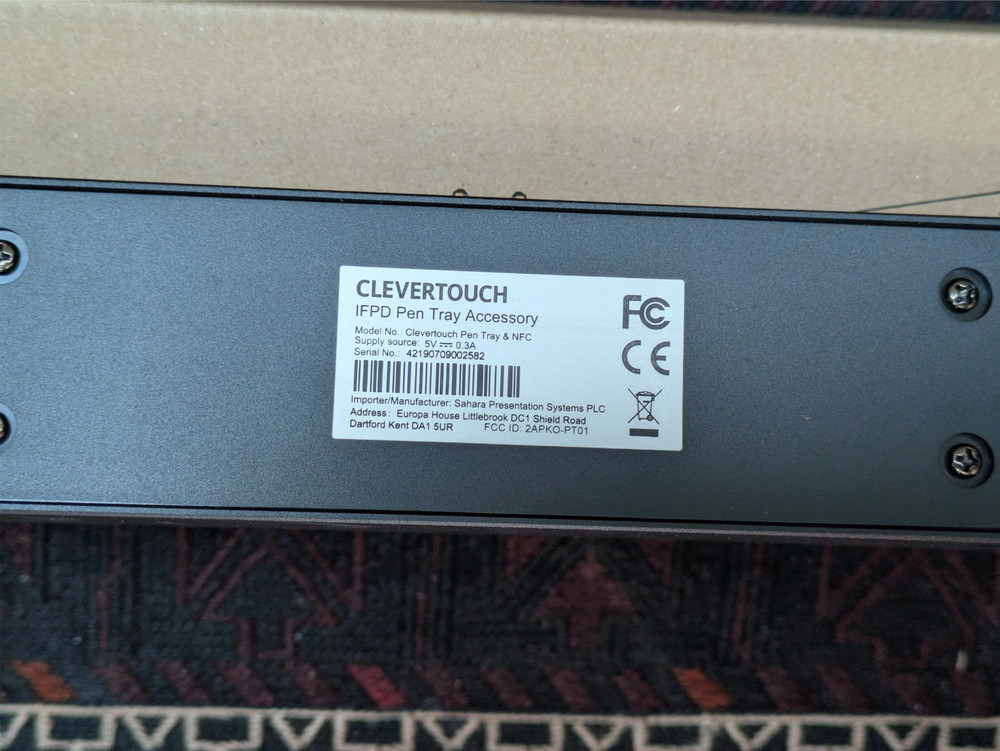 CLEVERTOUCH
IFPD Pen Tray Accessory
Model No.: Clevertouch Pen Tray & NFC
Supply source: 5V ⎓ 0.3A
Serial No.: 42190709002582
Importer/Manufacturer: Sahara Presentation Systems PLC
Address: Europa House Littlebrook DC1 Shield Road
Dartford Kent DA1 5UR FCC ID: 2APKO-PT01
FC
CE